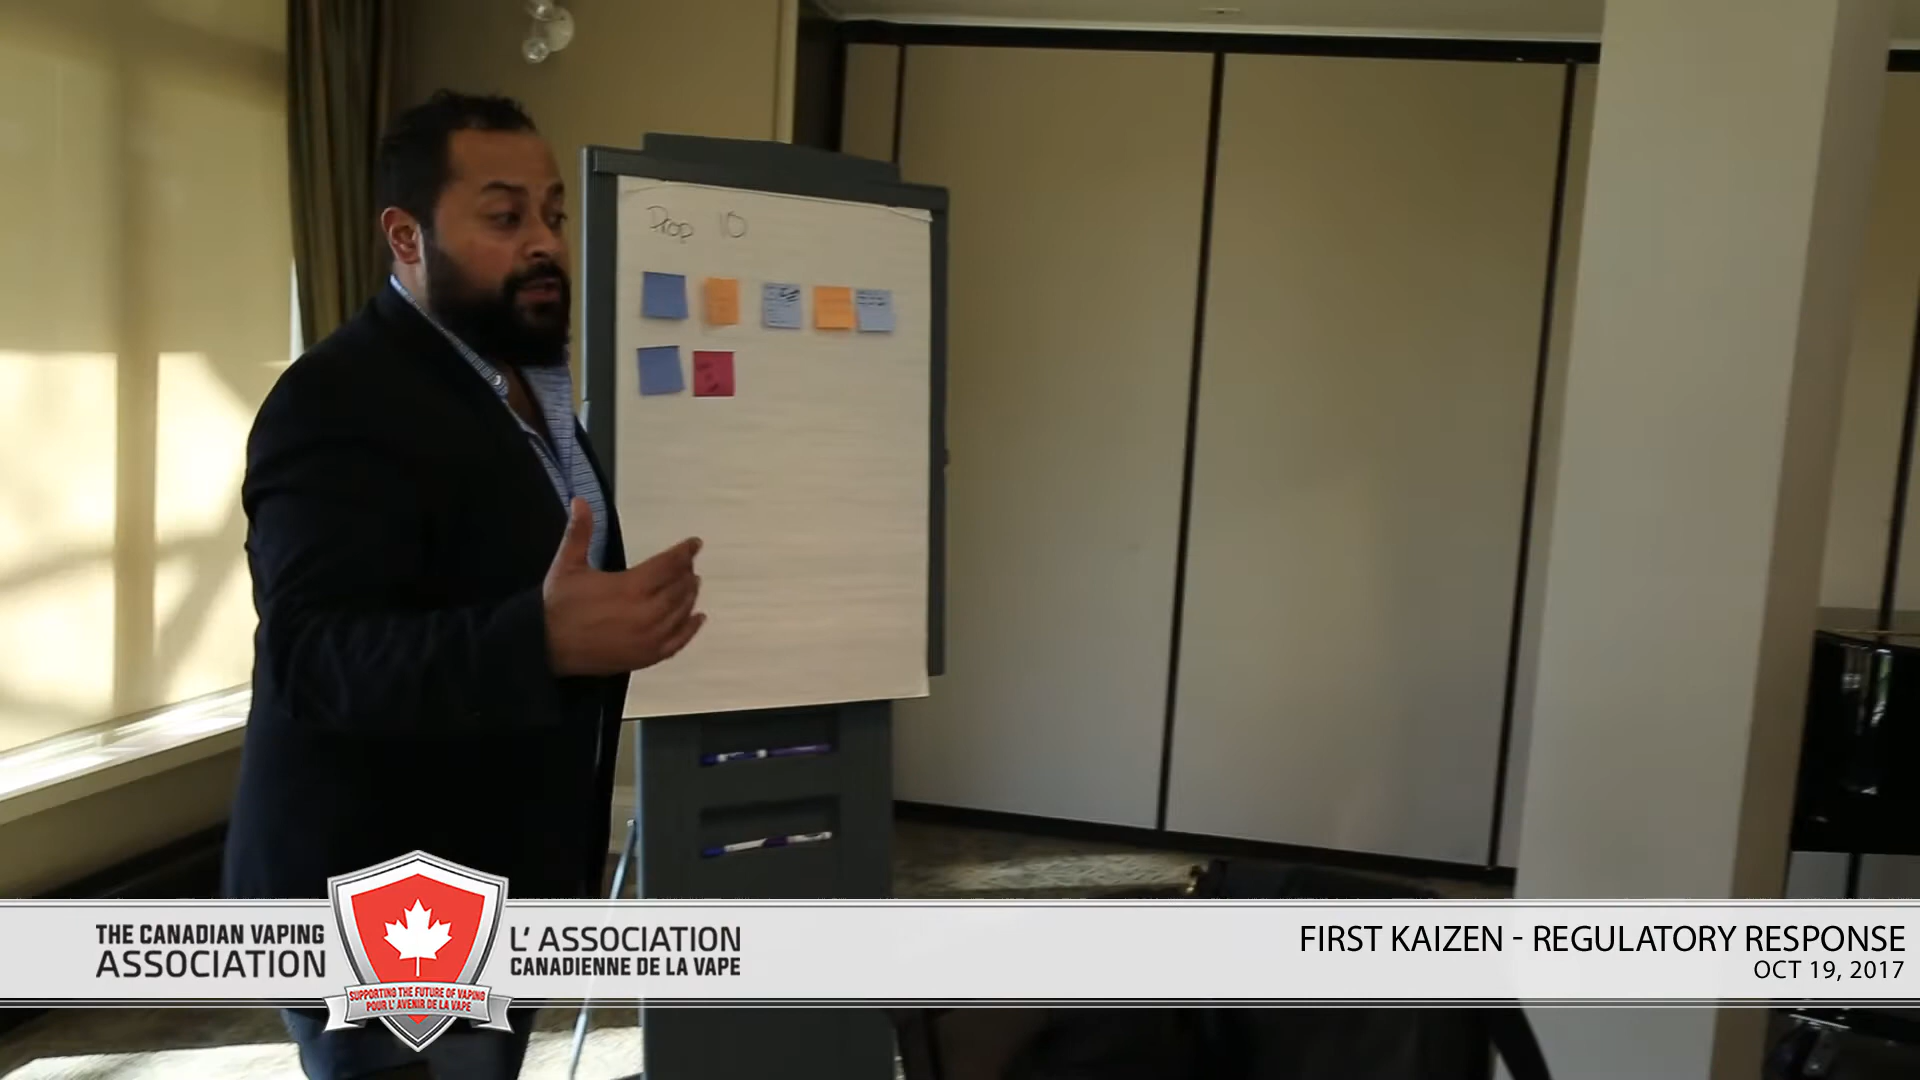 Prop 10
THE CANADIAN VAPING
ASSOCIATION
L' ASSOCIATION
CANADIENNE DE LA VAPE
SUPPORTING THE FUTURE OF VAPING
POUR L' AVENIR DE LA VAPE
FIRST KAIZEN - REGULATORY RESPONSE
OCT 19, 2017